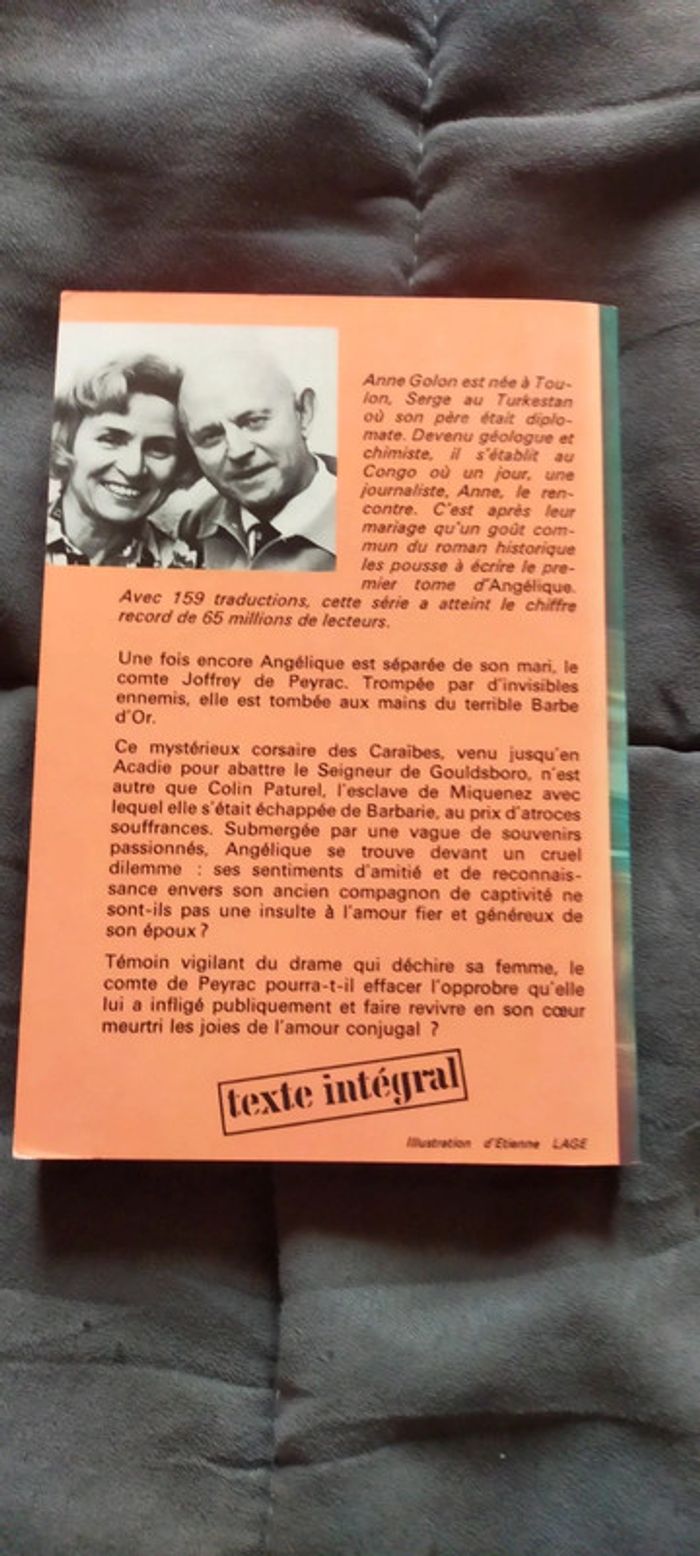 Anne Golon est née à Tou-
lon, Serge au Turkestan
où son père était diplo-
mate. Devenu géologue et
chimiste, il s'établit au
Congo où un jour, une
journaliste, Anne, le ren-
contre. C'est après leur
mariage qu'un goût com-
mun du roman historique
les pousse à écrire le pre-
mier tome d'Angélique.
Avec 159 traductions, cette série a atteint le chiffre
record de 65 millions de lecteurs.
Une fois encore Angélique est séparée de son mari, le
comte Joffrey de Peyrac. Trompée par d'invisibles
ennemis, elle est tombée aux mains du terrible Barbe
d'Or.
Ce mystérieux corsaire des Caraïbes, venu jusqu'en
Acadie pour abattre le Seigneur de Gouldsboro, n'est
autre que Colin Paturel, l'esclave de Miquenez avec
lequel elle s'était échappée de Barbarie, au prix d'atroces
souffrances. Submergée par une vague de souvenirs
passionnés, Angélique se trouve devant un cruel
dilemme : ses sentiments d'amitié et de reconnais-
sance envers son ancien compagnon de captivité ne
sont-ils pas une insulte à l'amour fier et généreux de
son époux ?
Témoin vigilant du drame qui déchire sa femme, le
comte de Peyrac pourra-t-il effacer l'opprobre qu'elle
lui a infligé publiquement et faire revivre en son cœur
meurtri les joies de l'amour conjugal ?
texte intégral
Illustration d'Etienne LAGE